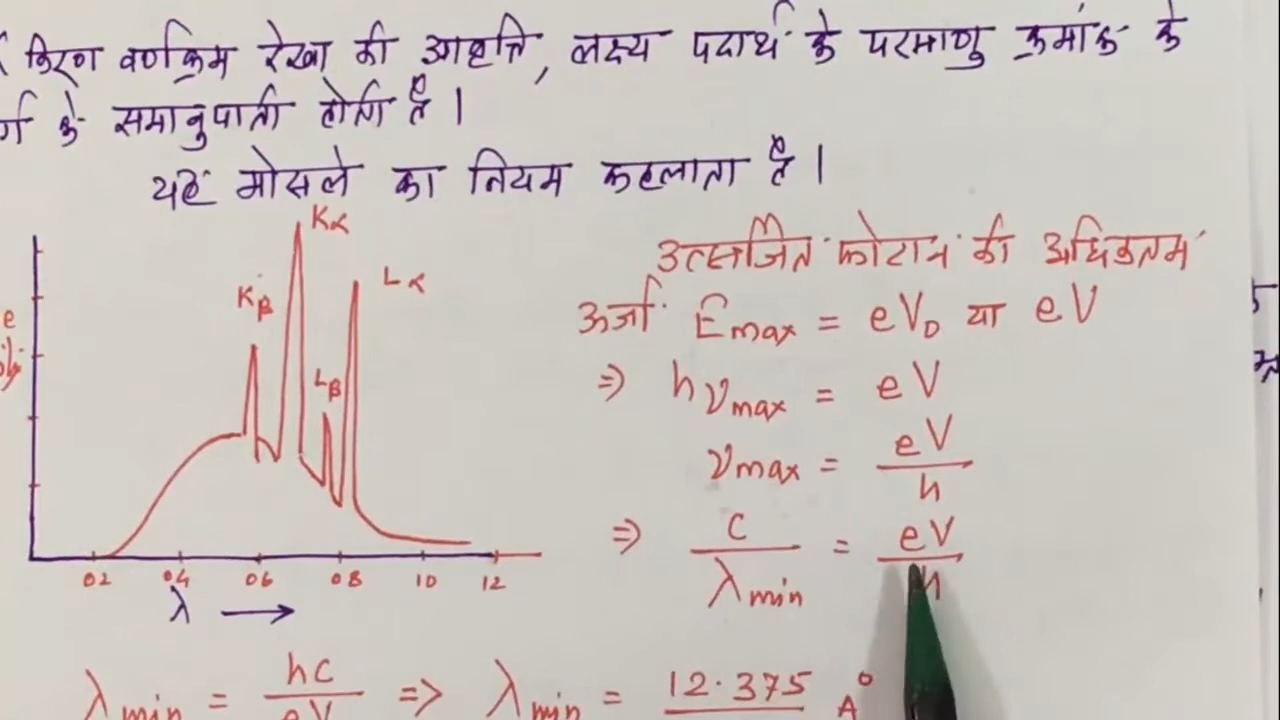 किरण वर्णक्रम रेखा की आवृत्ति, लक्ष्य पदार्थ के परमाणु क्रमांक के
के समानुपाती होती है ।
यह मोसले का नियम कहलाता है ।
Kα
Kβ
Lα
Lβ
e
02 04 06 08 10 12
λ →
उत्सर्जित फोटान की अधिकतम
ऊर्जा Emax = eV₀ या eV
⇒ hνmax = eV
νmax = eV/h
⇒ c/λmin = eV/h
λmin = hc/eV ⇒ λmin = 12.375 A°